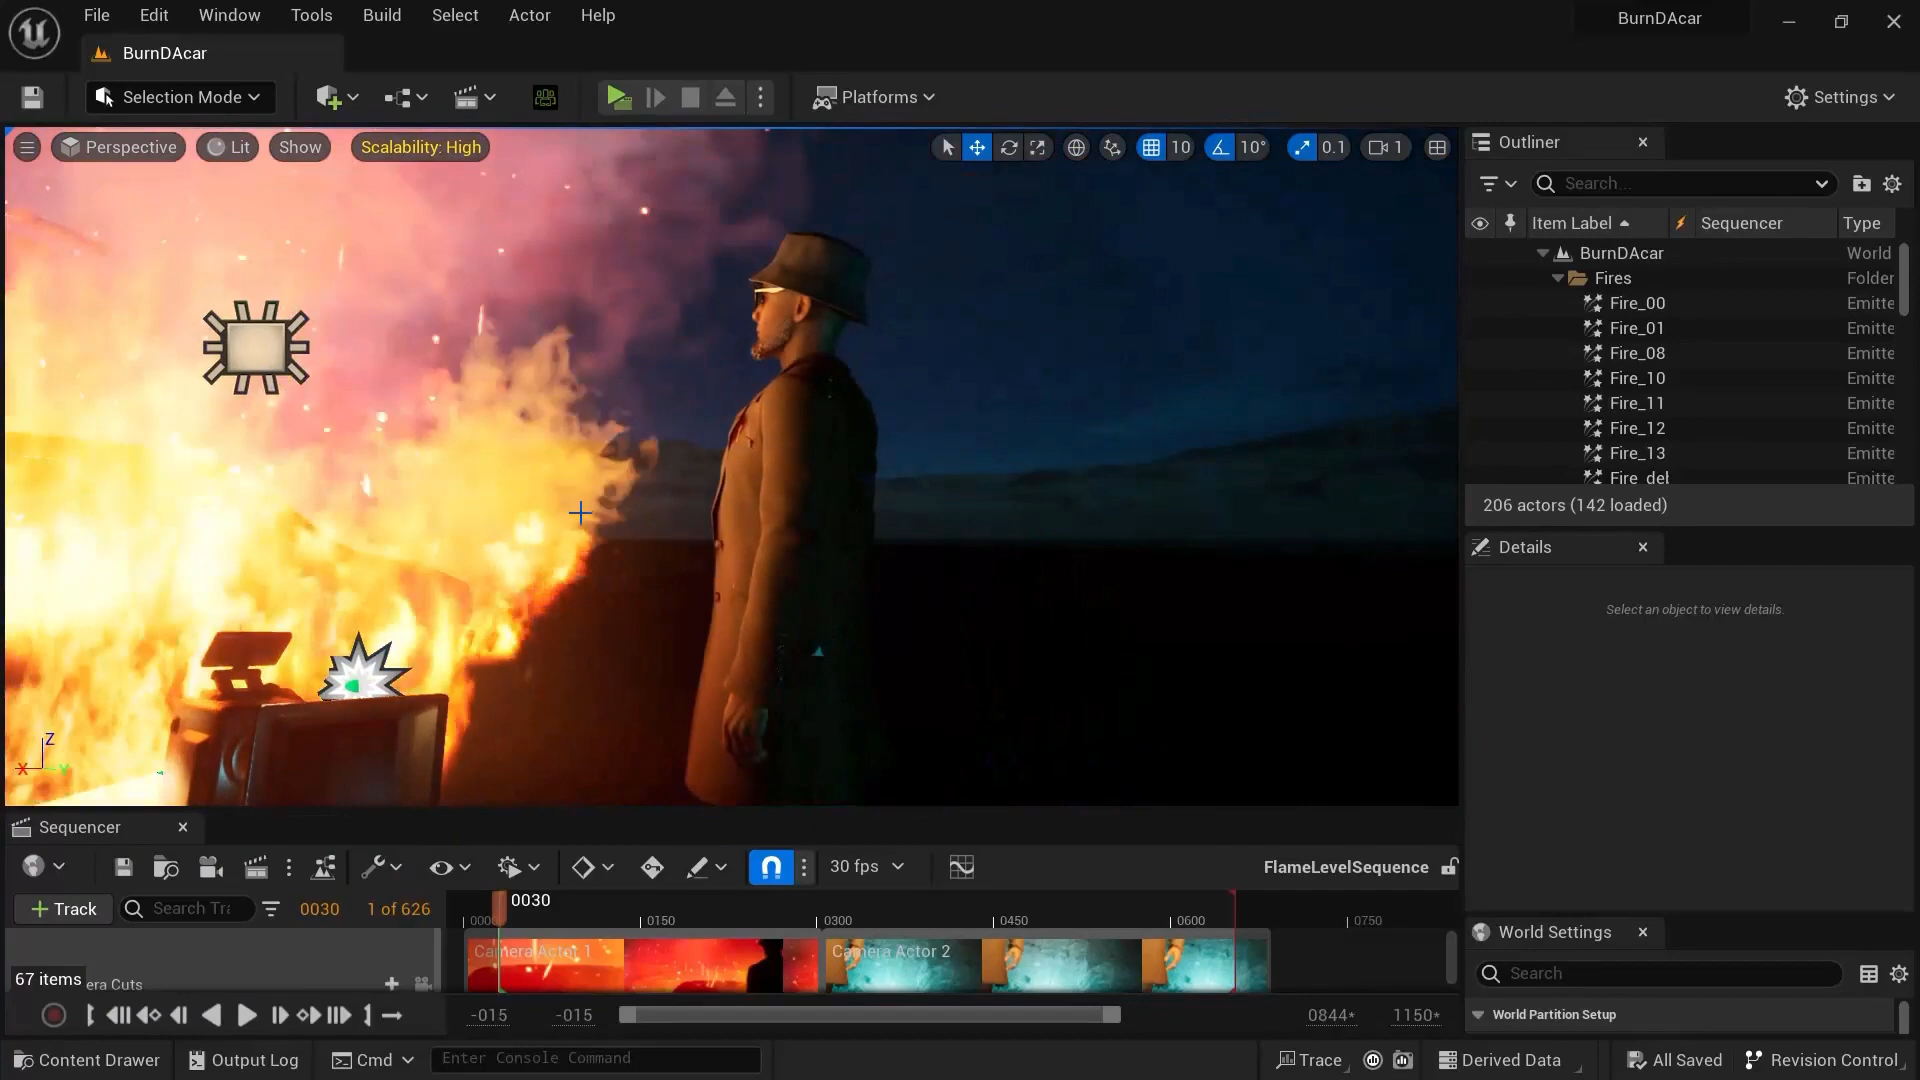 File Edit Window Tools Build Select Actor Help
BurnDAcar
BurnDAcar
Selection Mode
Platforms
Settings
Perspective Lit Show Scalability: High
10 10° 0.1 1
Outliner
Search...
Item Label Sequencer Type
BurnDAcar World
Fires Folder
Fire_00 Emitte
Fire_01 Emitte
Fire_08 Emitte
Fire_10 Emitte
Fire_11 Emitte
Fire_12 Emitte
Fire_13 Emitte
Fire_del Emitte
206 actors (142 loaded)
Details
Select an object to view details.
Z
X Y
Sequencer
30 fps
FlameLevelSequence
Track Search Tra 0030 1 of 626
0030
0000 0150 0300 0450 0600 0750
Camera Actor 1 Camera Actor 2
67 items era Cuts
-015 -015 0844* 1150*
World Settings
Search
World Partition Setup
Content Drawer Output Log Cmd Enter Console Command Trace Derived Data All Saved Revision Control